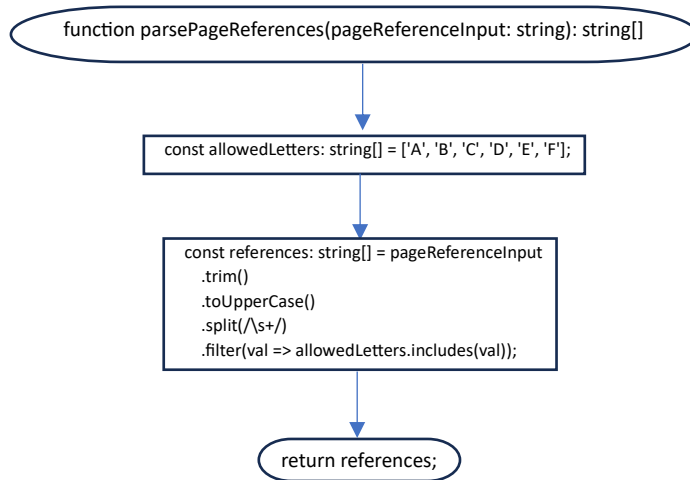 function parsePageReferences(pageReferenceInput: string): string[]
const allowedLetters: string[] = ['A', 'B', 'C', 'D', 'E', 'F'];
const references: string[] = pageReferenceInput
.trim()
.toUpperCase()
.split(/\s+/)
.filter(val => allowedLetters.includes(val));
return references;